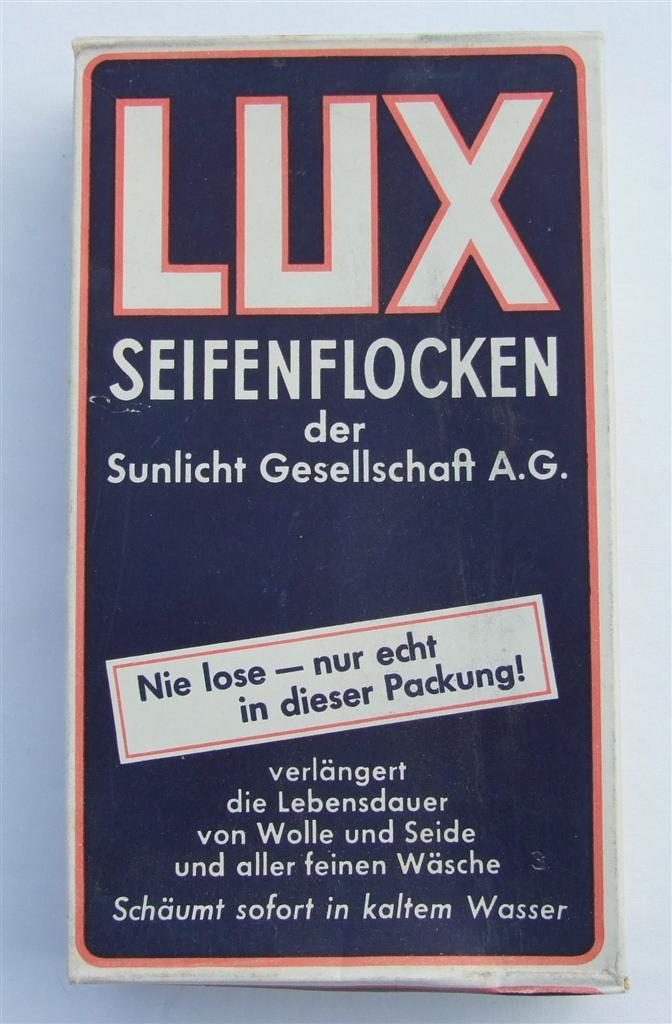 LUX
SEIFENFLOCKEN
der
Sunlicht Gesellschaft A.G.
Nie lose – nur echt
in dieser Packung!
verlängert
die Lebensdauer
von Wolle und Seide
und aller feinen Wäsche
Schäumt sofort in kaltem Wasser